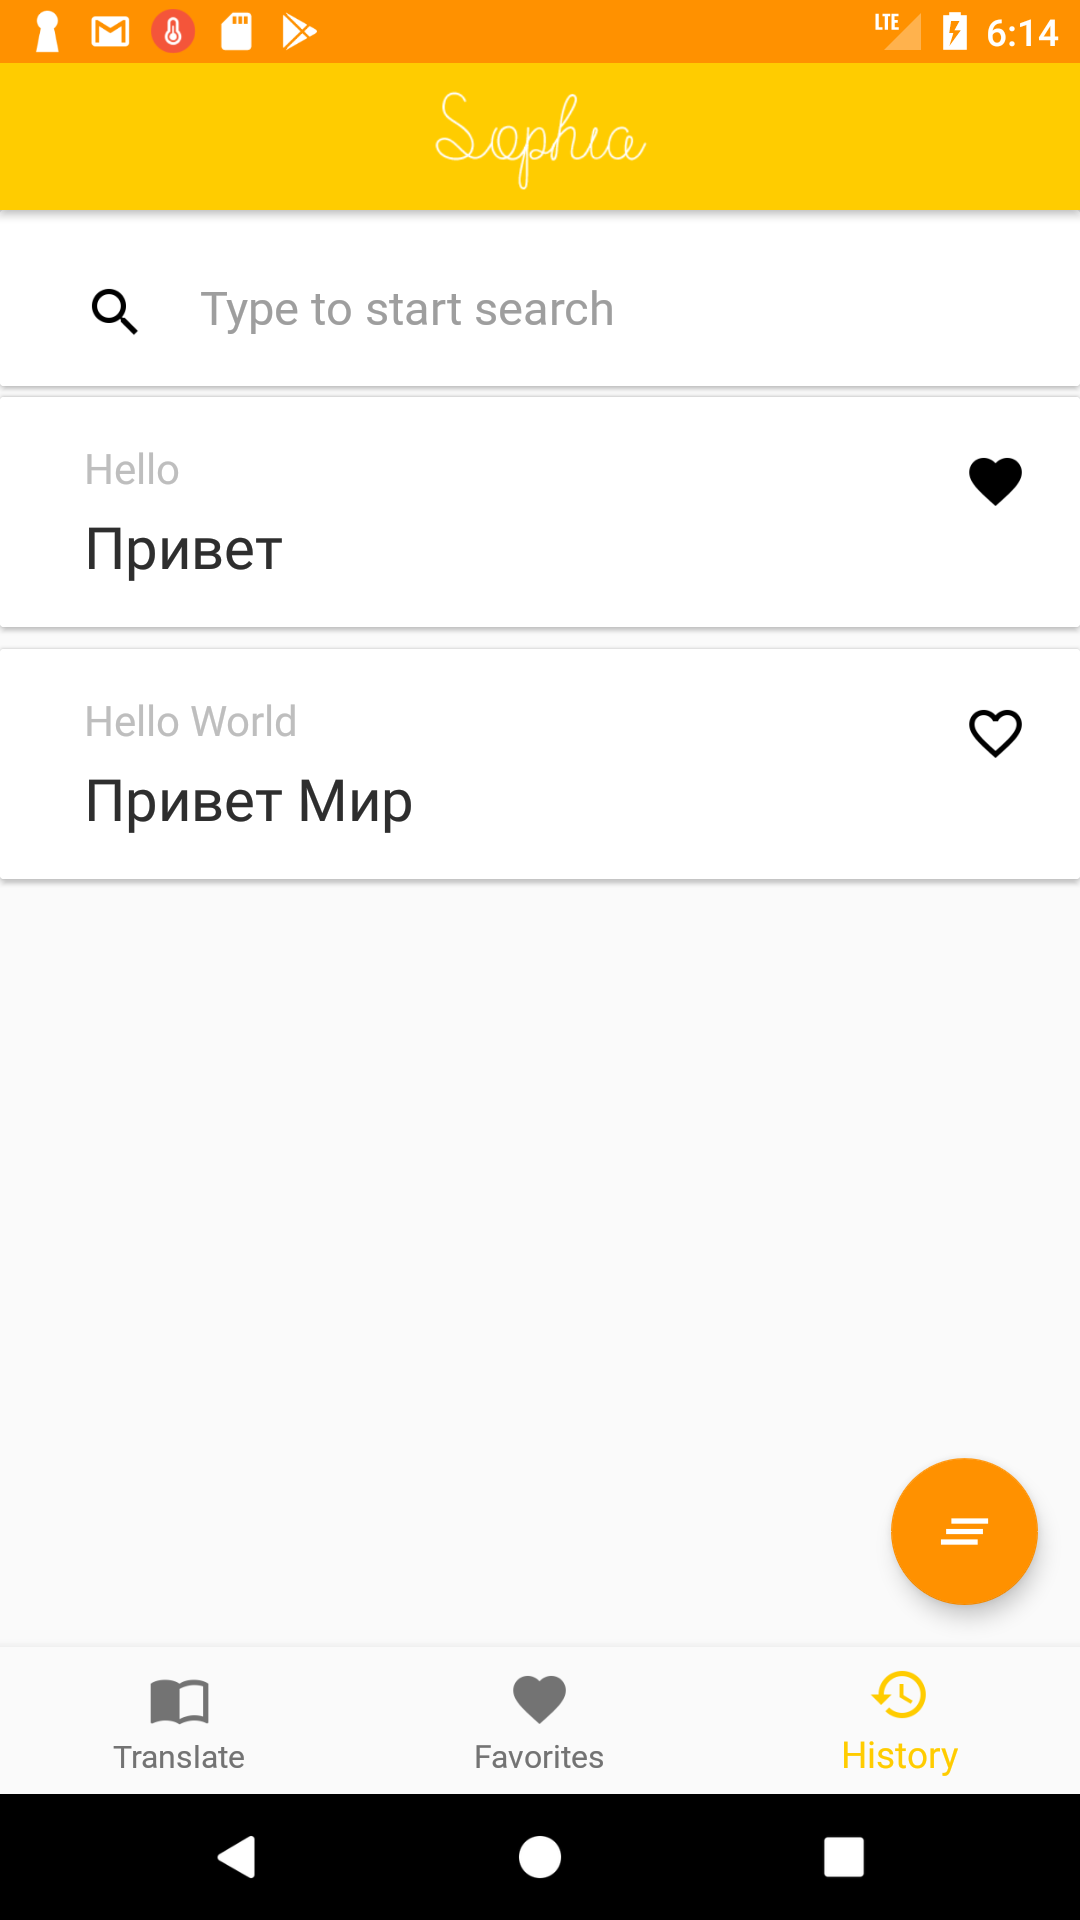 LTE 6:14
Sophia
Type to start search
Hello
Привет
Hello World
Привет Мир
Translate Favorites History